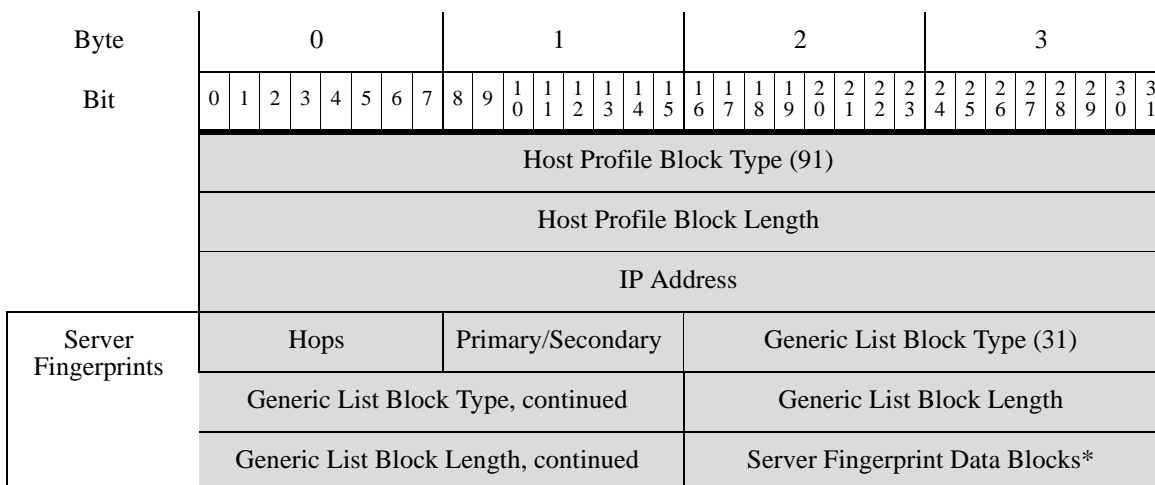 Byte 0 1 2 3
Bit 0 1 2 3 4 5 6 7 8 9 10 11 12 13 14 15 16 17 18 19 20 21 22 23 24 25 26 27 28 29 30 31
Host Profile Block Type (91)
Host Profile Block Length
IP Address
Server Fingerprints Hops Primary/Secondary Generic List Block Type (31)
Generic List Block Type, continued Generic List Block Length
Generic List Block Length, continued Server Fingerprint Data Blocks*